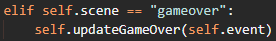 elif self.scene == "gameover":
    self.updateGameOver(self.event)